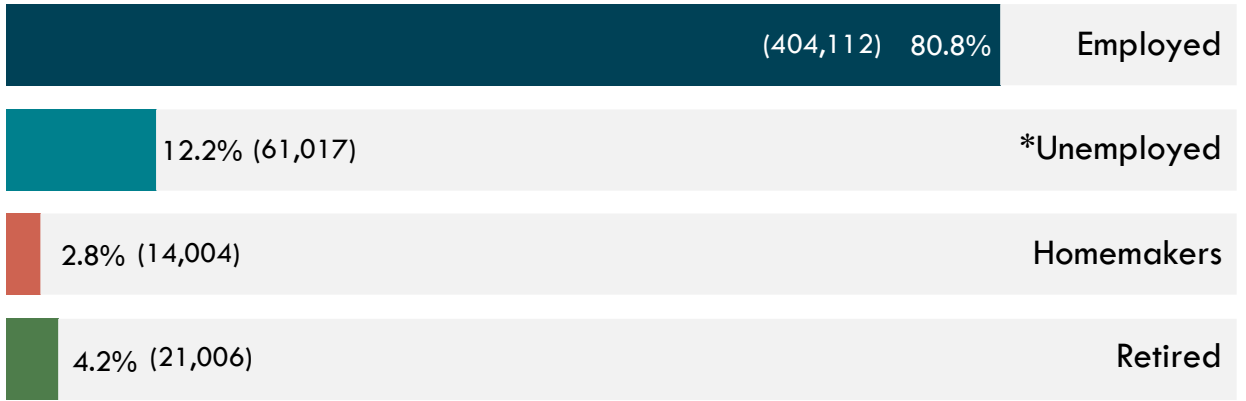 (404,112) 80.8% Employed
12.2% (61,017) *Unemployed
2.8% (14,004) Homemakers
4.2% (21,006) Retired